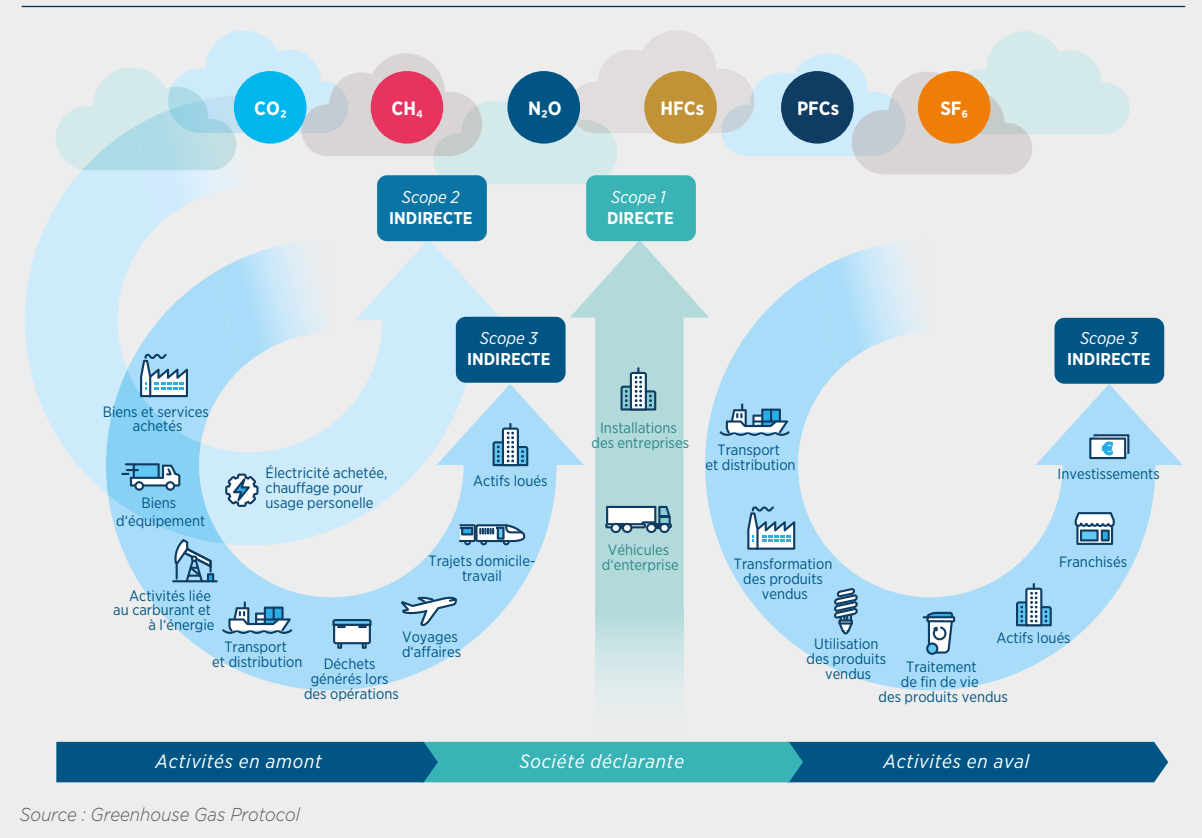 CO₂
CH₄
N₂O
HFCs
PFCs
SF₆
Scope 2
INDIRECTE
Scope 1
DIRECTE
Scope 3
INDIRECTE
Scope 3
INDIRECTE
Biens et services
achetés
Biens
d'équipement
Activités liée
au carburant et
à l'énergie
Transport
et distribution
Déchets
générés lors
des opérations
Voyages
d'affaires
Trajets domicile-
travail
Actifs loués
Électricité achetée,
chauffage pour
usage personelle
Installations
des entreprises
Véhicules
d'enterprise
Transport
et distribution
Transformation
des produits
vendus
Utilisation
des produits
vendus
Traitement
de fin de vie
des produits vendus
Actifs loués
Franchisés
Investissements
Activités en amont
Société déclarante
Activités en aval
Source : Greenhouse Gas Protocol